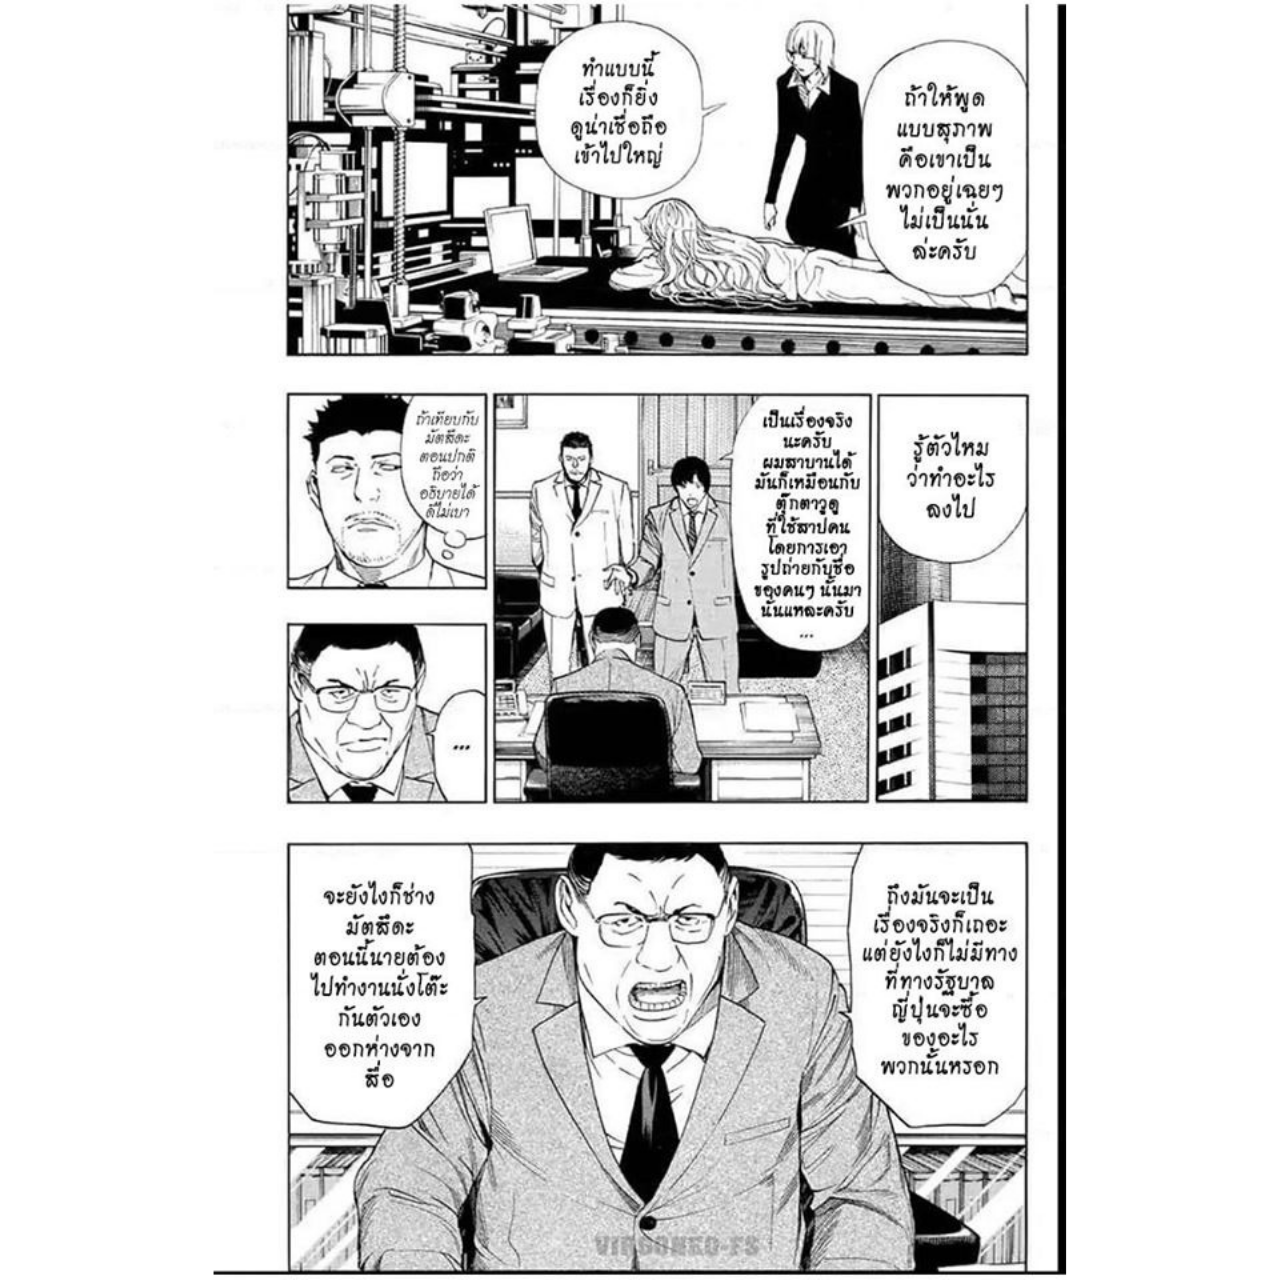 ถ้าให้พูด
แบบสุภาพ
คือเขาเป็น
พวกอยู่เฉยๆ
ไม่เป็นนั่น
ล่ะครับ
ทำแบบนี้
เรื่องก็ยิ่ง
ดูน่าเชื่อถือ
เข้าไปใหญ่
รู้ตัวไหม
ว่าทำอะไร
ลงไป
เป็นเรื่องจริง
นะครับ
ผมสาบานได้
มันก็เหมือนกับ
ตุ๊กตาวูดู
ที่ใช้สาปคน
โดยการเอา
รูปถ่ายกับชื่อ
ของคนๆ นั้นมา
นั่นแหละครับ
...
ถ้าเทียบกับ
มัตสึดะ
ตอนปกติ
ถือว่า
อธิบายได้
ดีไม่เบา
...
ถึงมันจะเป็น
เรื่องจริงก็เถอะ
แต่ยังไงก็ไม่มีทาง
ที่ทางรัฐบาล
ญี่ปุ่นจะซื้อ
ของอะไร
พวกนั้นหรอก
จะยังไงก็ช่าง
มัตสึดะ
ตอนนี้นายต้อง
ไปทำงานนั่งโต๊ะ
กันตัวเอง
ออกห่างจาก
สื่อ
VIRGONEO-FS